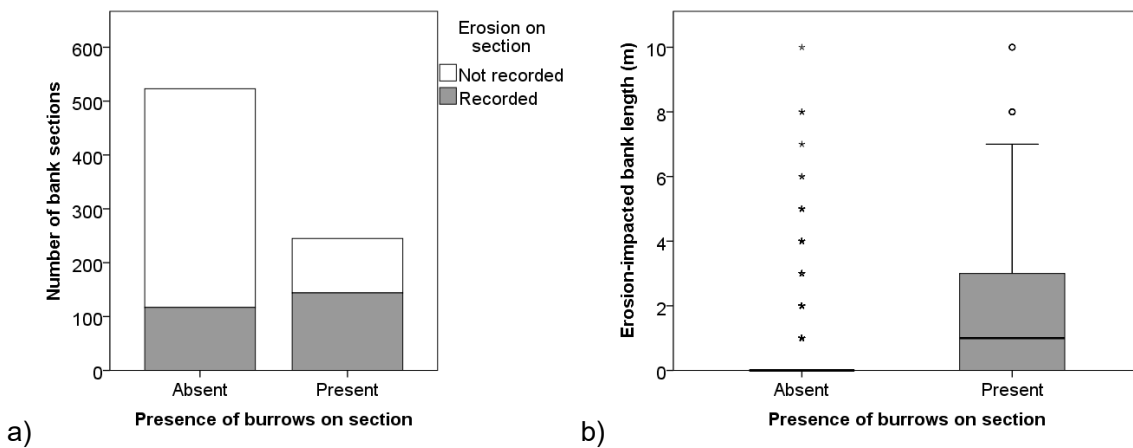 Erosion on
section
Not recorded
Recorded
Number of bank sections
600
500
400
300
200
100
0
Absent
Present
Presence of burrows on section
a)
Erosion-impacted bank length (m)
10
8
6
4
2
0
Absent
Present
Presence of burrows on section
b)